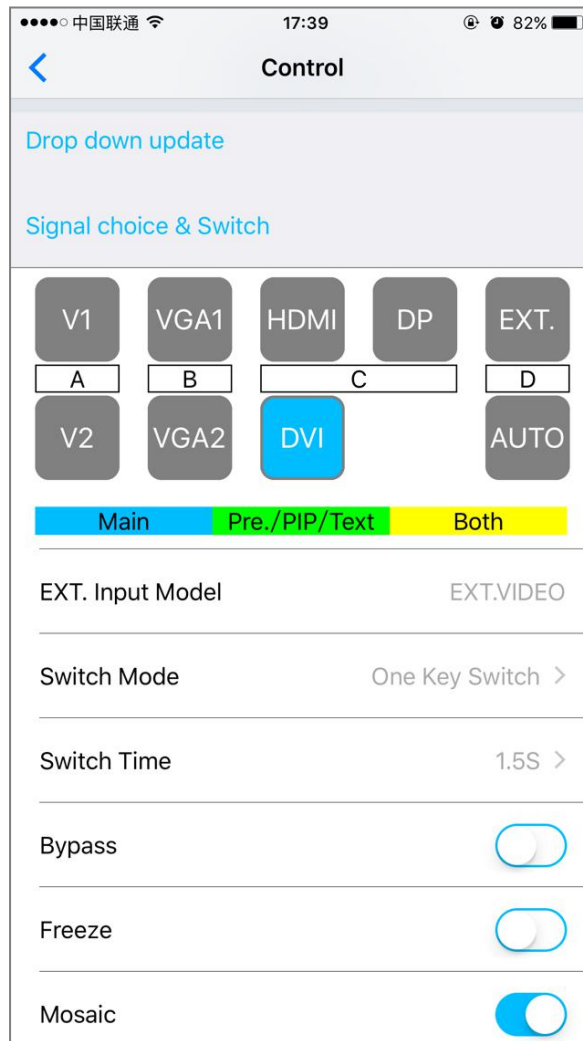 中国联通 17:39 82%
Control
Drop down update
Signal choice & Switch
V1 VGA1 HDMI DP EXT.
A B C D
V2 VGA2 DVI AUTO
Main Pre./PIP/Text Both
EXT. Input Model EXT.VIDEO
Switch Mode One Key Switch >
Switch Time 1.5S >
Bypass
Freeze
Mosaic